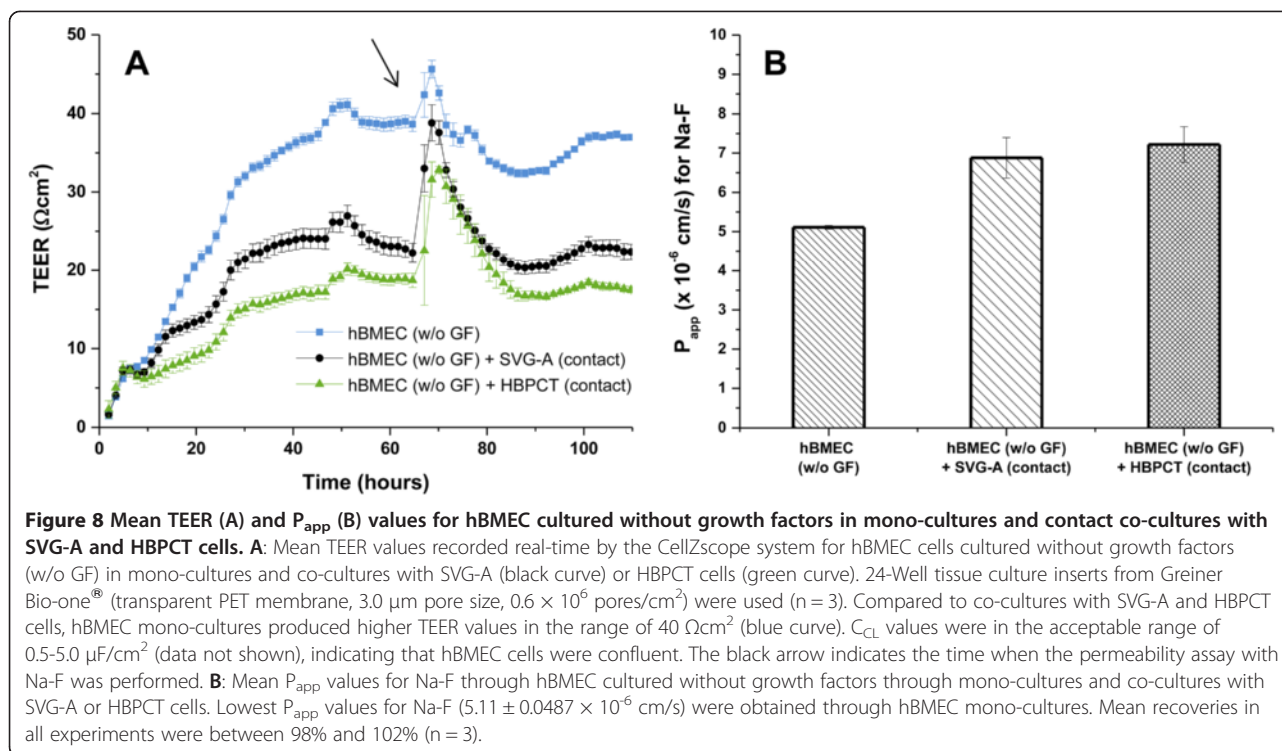 A
TEER (Ωcm²)
50
40
30
20
10
0
hBMEC (w/o GF)
hBMEC (w/o GF) + SVG-A (contact)
hBMEC (w/o GF) + HBPCT (contact)
0 20 40 60 80 100
Time (hours)
B
P_app (x 10⁻⁶ cm/s) for Na-F
10
9
8
7
6
5
4
3
2
1
0
hBMEC
(w/o GF)
hBMEC (w/o GF)
+ SVG-A (contact)
hBMEC (w/o GF)
+ HBPCT (contact)
Figure 8 Mean TEER (A) and P_app (B) values for hBMEC cultured without growth factors in mono-cultures and contact co-cultures with
SVG-A and HBPCT cells. A: Mean TEER values recorded real-time by the CellZscope system for hBMEC cells cultured without growth factors
(w/o GF) in mono-cultures and co-cultures with SVG-A (black curve) or HBPCT cells (green curve). 24-Well tissue culture inserts from Greiner
Bio-one® (transparent PET membrane, 3.0 μm pore size, 0.6 × 10⁶ pores/cm²) were used (n = 3). Compared to co-cultures with SVG-A and HBPCT
cells, hBMEC mono-cultures produced higher TEER values in the range of 40 Ωcm² (blue curve). C_CL values were in the acceptable range of
0.5-5.0 μF/cm² (data not shown), indicating that hBMEC cells were confluent. The black arrow indicates the time when the permeability assay with
Na-F was performed. B: Mean P_app values for Na-F through hBMEC cultured without growth factors through mono-cultures and co-cultures with
SVG-A or HBPCT cells. Lowest P_app values for Na-F (5.11 ± 0.0487 × 10⁻⁶ cm/s) were obtained through hBMEC mono-cultures. Mean recoveries in
all experiments were between 98% and 102% (n = 3).